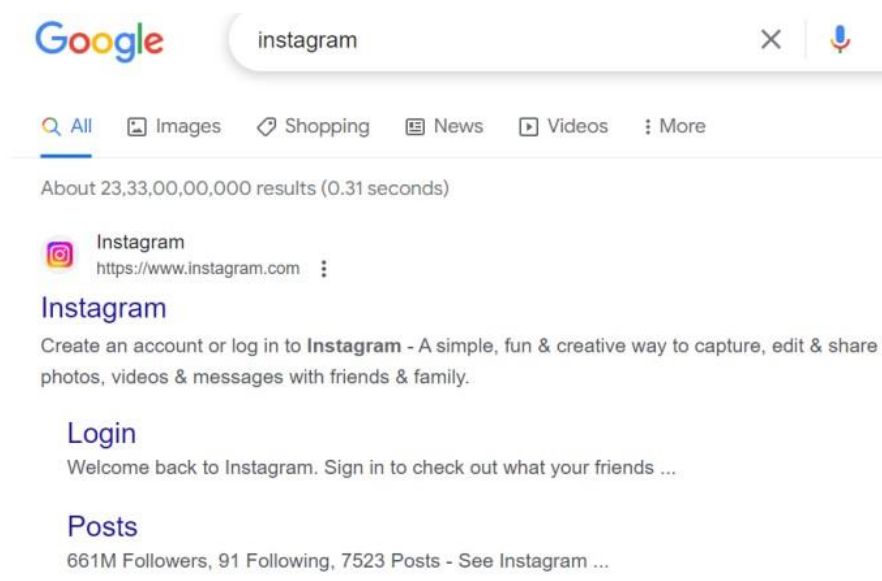 Google instagram
All Images Shopping News Videos More
About 23,33,00,00,000 results (0.31 seconds)
Instagram
https://www.instagram.com
Instagram
Create an account or log in to Instagram - A simple, fun & creative way to capture, edit & share
photos, videos & messages with friends & family.
Login
Welcome back to Instagram. Sign in to check out what your friends ...
Posts
661M Followers, 91 Following, 7523 Posts - See Instagram ...